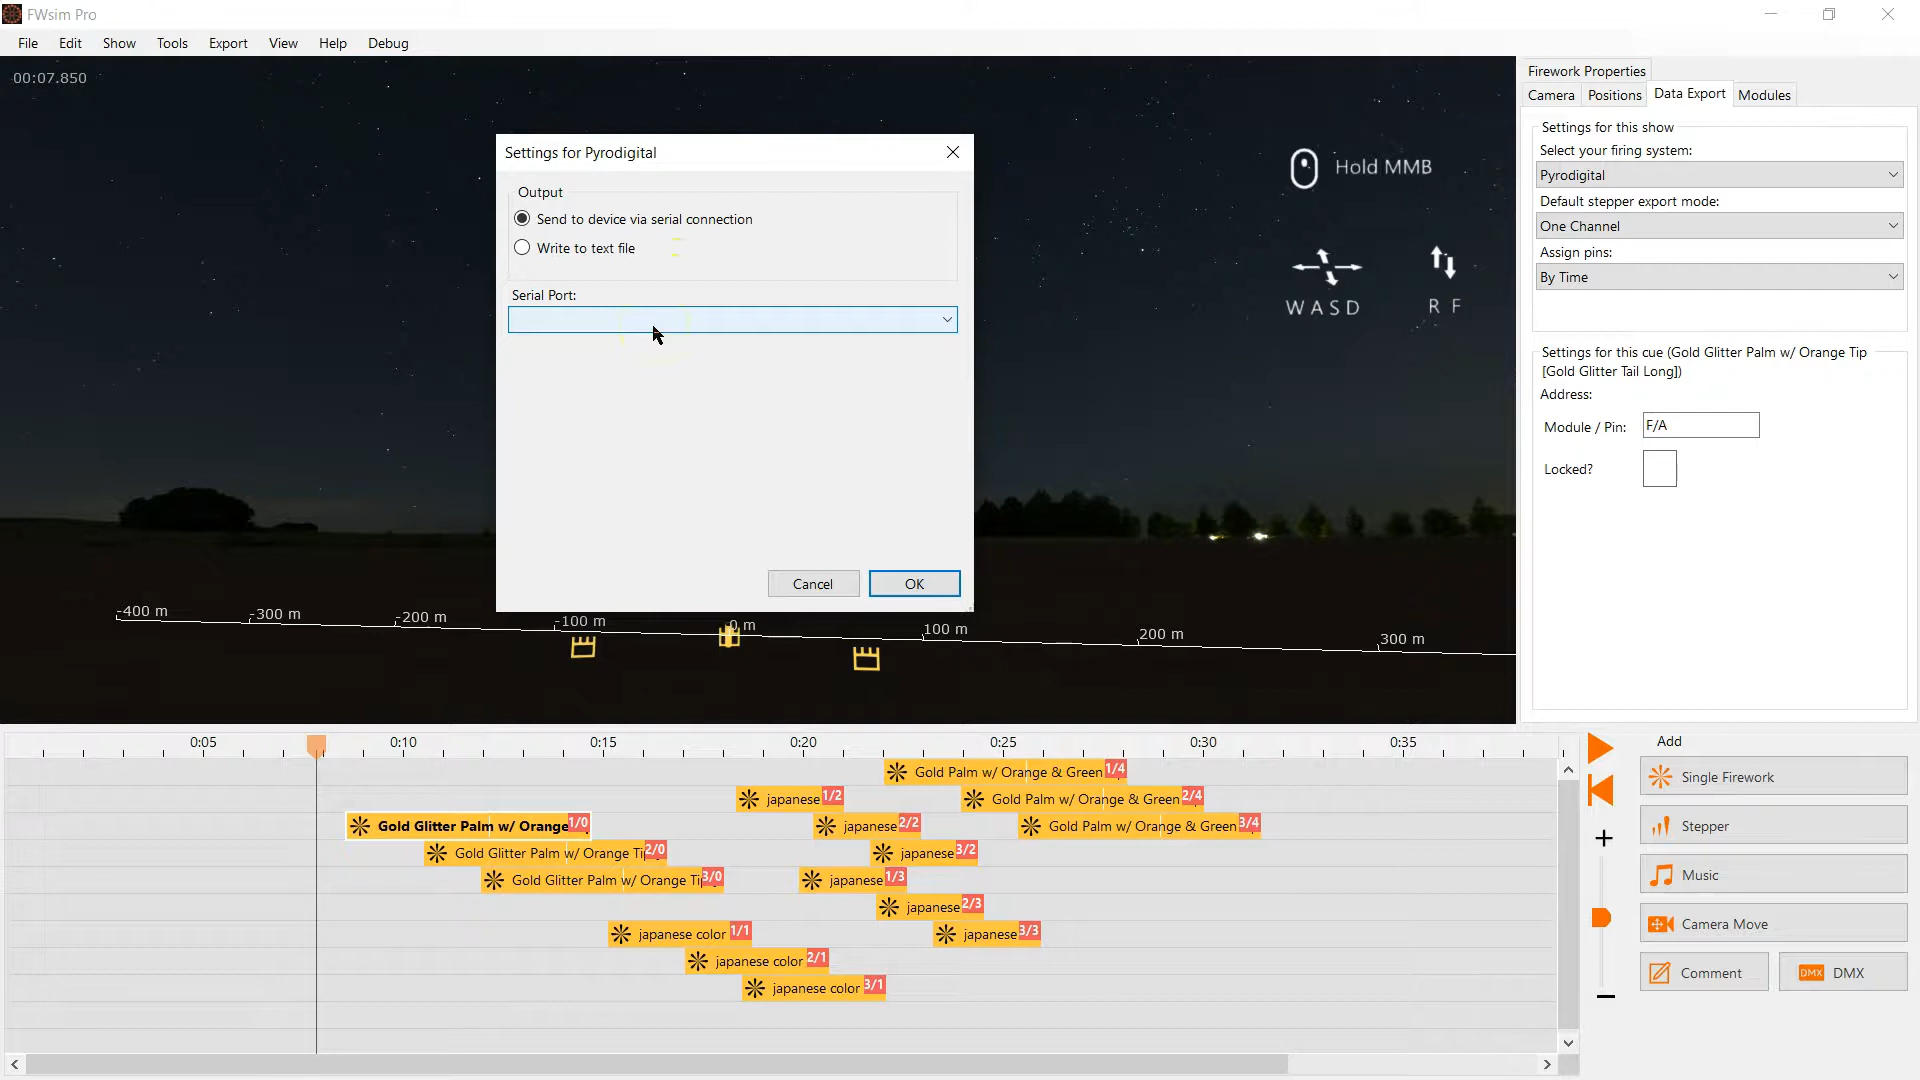 FWsim Pro
File Edit Show Tools Export View Help Debug
00:07.850
Hold MMB
W A S D
R F
-400 m
-300 m
-200 m
-100 m
0 m
100 m
200 m
300 m
Settings for Pyrodigital
Output
Send to device via serial connection
Write to text file
Serial Port:
Cancel
OK
Firework Properties
Camera Positions Data Export Modules
Settings for this show
Select your firing system:
Pyrodigital
Default stepper export mode:
One Channel
Assign pins:
By Time
Settings for this cue (Gold Glitter Palm w/ Orange Tip
[Gold Glitter Tail Long])
Address:
Module / Pin: F/A
Locked?
0:05 0:10 0:15 0:20 0:25 0:30 0:35
Gold Palm w/ Orange & Green 1/4
japanese 1/2
Gold Palm w/ Orange & Green 2/4
Gold Glitter Palm w/ Orange 1/0
japanese 2/2
Gold Palm w/ Orange & Green 3/4
Gold Glitter Palm w/ Orange Ti 2/0
japanese 3/2
Gold Glitter Palm w/ Orange Ti 3/0
japanese 1/3
japanese 2/3
japanese color 1/1
japanese 3/3
japanese color 2/1
japanese color 3/1
Add
Single Firework
Stepper
Music
Camera Move
Comment
DMX DMX